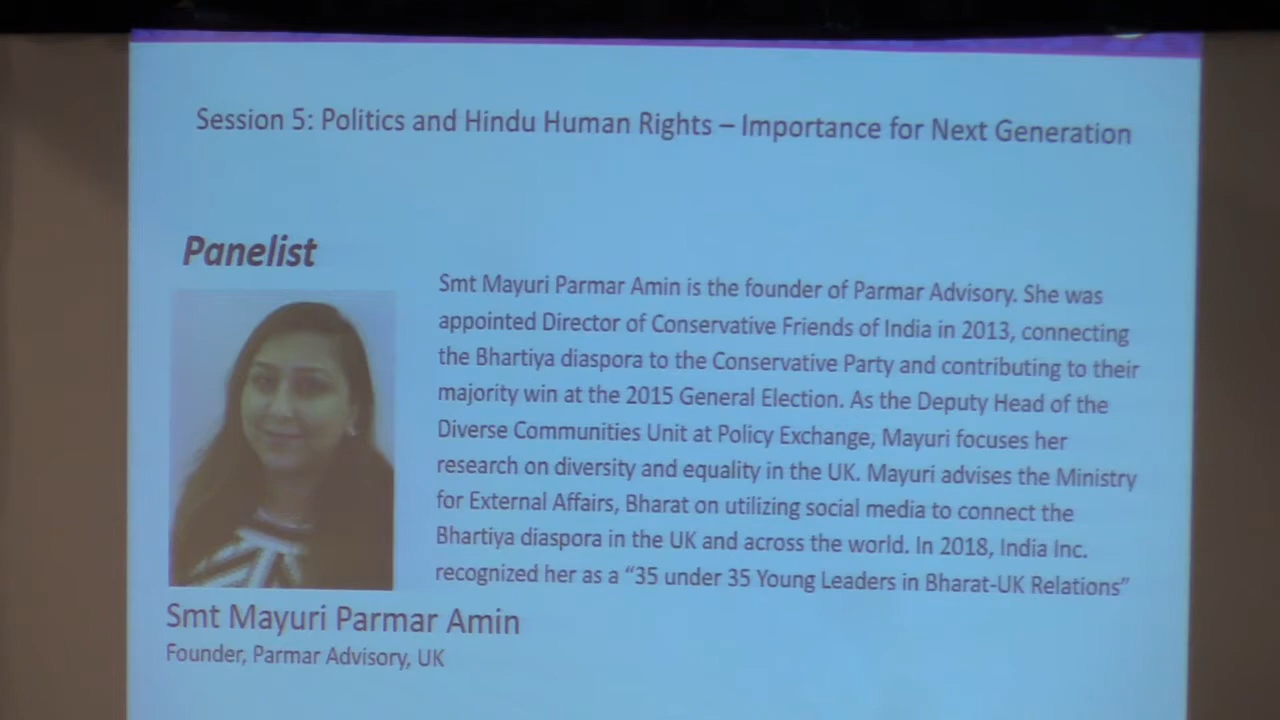 Session 5: Politics and Hindu Human Rights – Importance for Next Generation
Panelist
Smt Mayuri Parmar Amin is the founder of Parmar Advisory. She was
appointed Director of Conservative Friends of India in 2013, connecting
the Bhartiya diaspora to the Conservative Party and contributing to their
majority win at the 2015 General Election. As the Deputy Head of the
Diverse Communities Unit at Policy Exchange, Mayuri focuses her
research on diversity and equality in the UK. Mayuri advises the Ministry
for External Affairs, Bharat on utilizing social media to connect the
Bhartiya diaspora in the UK and across the world. In 2018, India Inc.
recognized her as a “35 under 35 Young Leaders in Bharat-UK Relations”
Smt Mayuri Parmar Amin
Founder, Parmar Advisory, UK